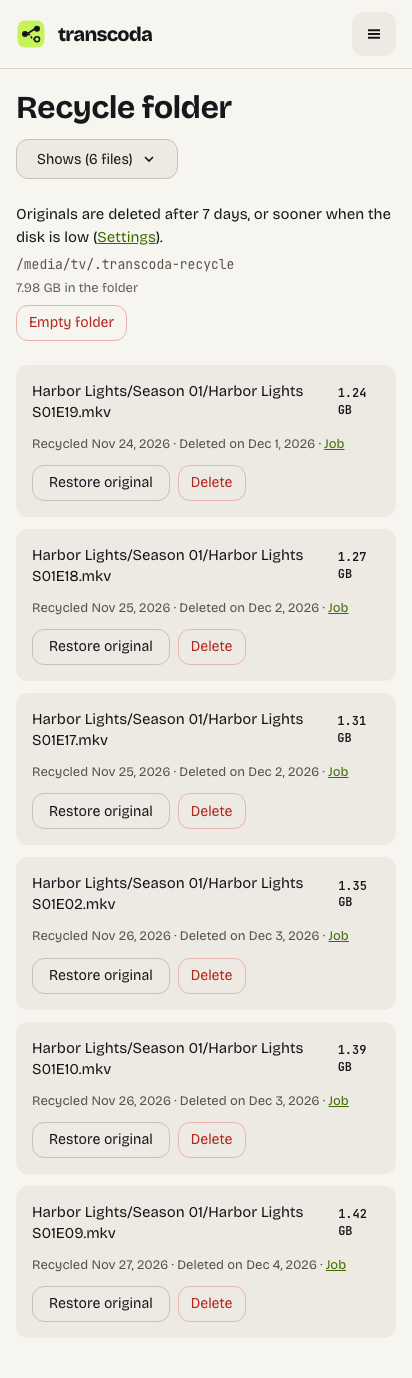 transcoda
Recycle folder
Shows (6 files)
Originals are deleted after 7 days, or sooner when the
disk is low (Settings).
/media/tv/.transcoda-recycle
7.98 GB in the folder
Empty folder
Harbor Lights/Season 01/Harbor Lights
S01E19.mkv
1.24
GB
Recycled Nov 24, 2026 · Deleted on Dec 1, 2026 · Job
Restore original
Delete
Harbor Lights/Season 01/Harbor Lights
S01E18.mkv
1.27
GB
Recycled Nov 25, 2026 · Deleted on Dec 2, 2026 · Job
Restore original
Delete
Harbor Lights/Season 01/Harbor Lights
S01E17.mkv
1.31
GB
Recycled Nov 25, 2026 · Deleted on Dec 2, 2026 · Job
Restore original
Delete
Harbor Lights/Season 01/Harbor Lights
S01E02.mkv
1.35
GB
Recycled Nov 26, 2026 · Deleted on Dec 3, 2026 · Job
Restore original
Delete
Harbor Lights/Season 01/Harbor Lights
S01E10.mkv
1.39
GB
Recycled Nov 26, 2026 · Deleted on Dec 3, 2026 · Job
Restore original
Delete
Harbor Lights/Season 01/Harbor Lights
S01E09.mkv
1.42
GB
Recycled Nov 27, 2026 · Deleted on Dec 4, 2026 · Job
Restore original
Delete